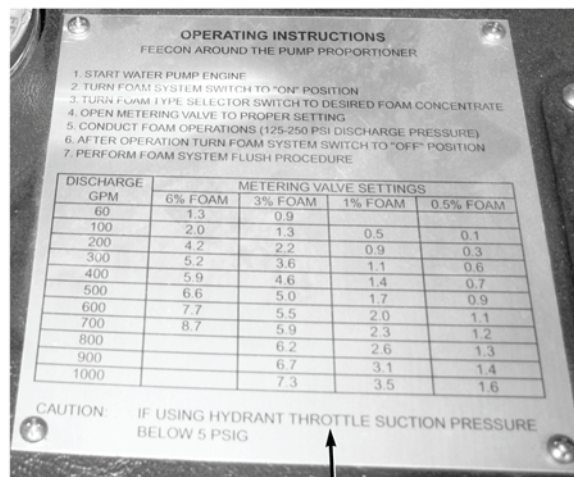 OPERATING INSTRUCTIONS
FEECON AROUND THE PUMP PROPORTIONER
1. START WATER PUMP ENGINE
2. TURN FOAM SYSTEM SWITCH TO "ON" POSITION
3. TURN FOAM TYPE SELECTOR SWITCH TO DESIRED FOAM CONCENTRATE
4. OPEN METERING VALVE TO PROPER SETTING
5. CONDUCT FOAM OPERATIONS (125-250 PSI DISCHARGE PRESSURE)
6. AFTER OPERATION TURN FOAM SYSTEM SWITCH TO "OFF" POSITION
7. PERFORM FOAM SYSTEM FLUSH PROCEDURE
DISCHARGE METERING VALVE SETTINGS
GPM 6% FOAM 3% FOAM 1% FOAM 0.5% FOAM
60 1.3 0.9
100 2.0 1.3 0.5 0.1
200 4.2 2.2 0.9 0.3
300 5.2 3.6 1.1 0.6
400 5.9 4.6 1.4 0.7
500 6.6 5.0 1.7 0.9
600 7.7 5.5 2.0 1.1
700 8.7 5.9 2.3 1.2
800 6.2 2.6 1.3
900 6.7 3.1 1.4
1000 7.3 3.5 1.6
CAUTION: IF USING HYDRANT THROTTLE SUCTION PRESSURE
BELOW 5 PSIG